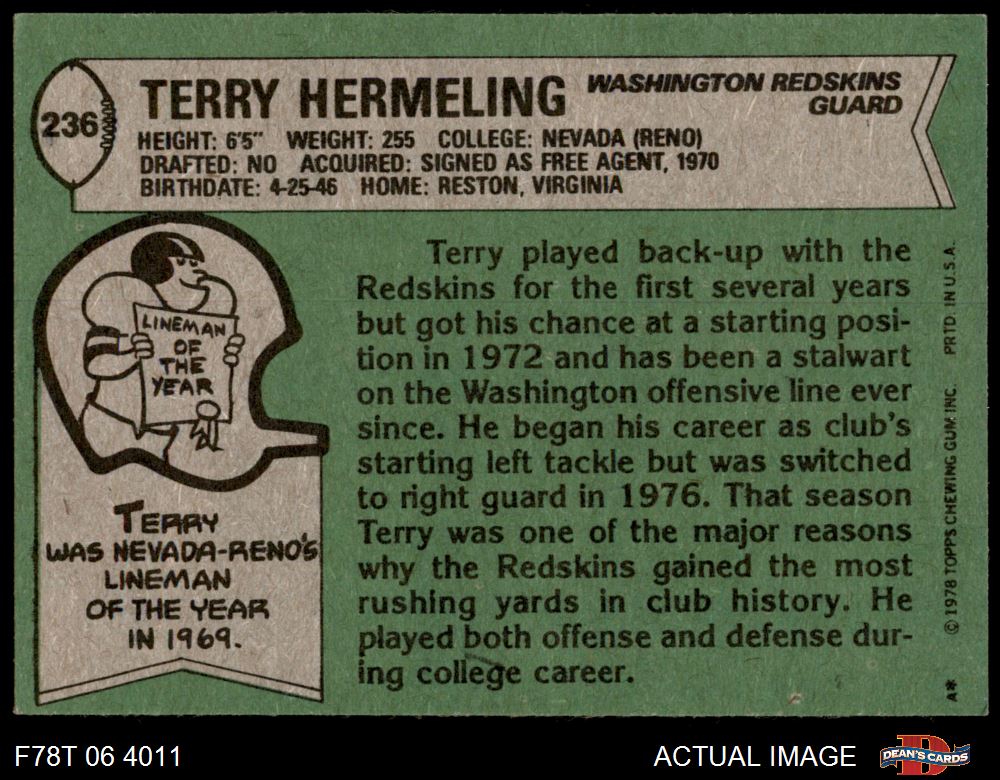 236
TERRY HERMELING
WASHINGTON REDSKINS
GUARD
HEIGHT: 6'5" WEIGHT: 255 COLLEGE: NEVADA (RENO)
DRAFTED: NO ACQUIRED: SIGNED AS FREE AGENT, 1970
BIRTHDATE: 4-25-46 HOME: RESTON, VIRGINIA
LINEMAN
OF
THE
YEAR
TERRY
WAS NEVADA-RENO'S
LINEMAN
OF THE YEAR
IN 1969.
Terry played back-up with the
Redskins for the first several years
but got his chance at a starting posi-
tion in 1972 and has been a stalwart
on the Washington offensive line ever
since. He began his career as club's
starting left tackle but was switched
to right guard in 1976. That season
Terry was one of the major reasons
why the Redskins gained the most
rushing yards in club history. He
played both offense and defense dur-
ing college career.
A* © 1978 TOPPS CHEWING GUM INC. PRTD. IN U.S.A.
F78T 06 4011
ACTUAL IMAGE
D
DEAN'S CARDS